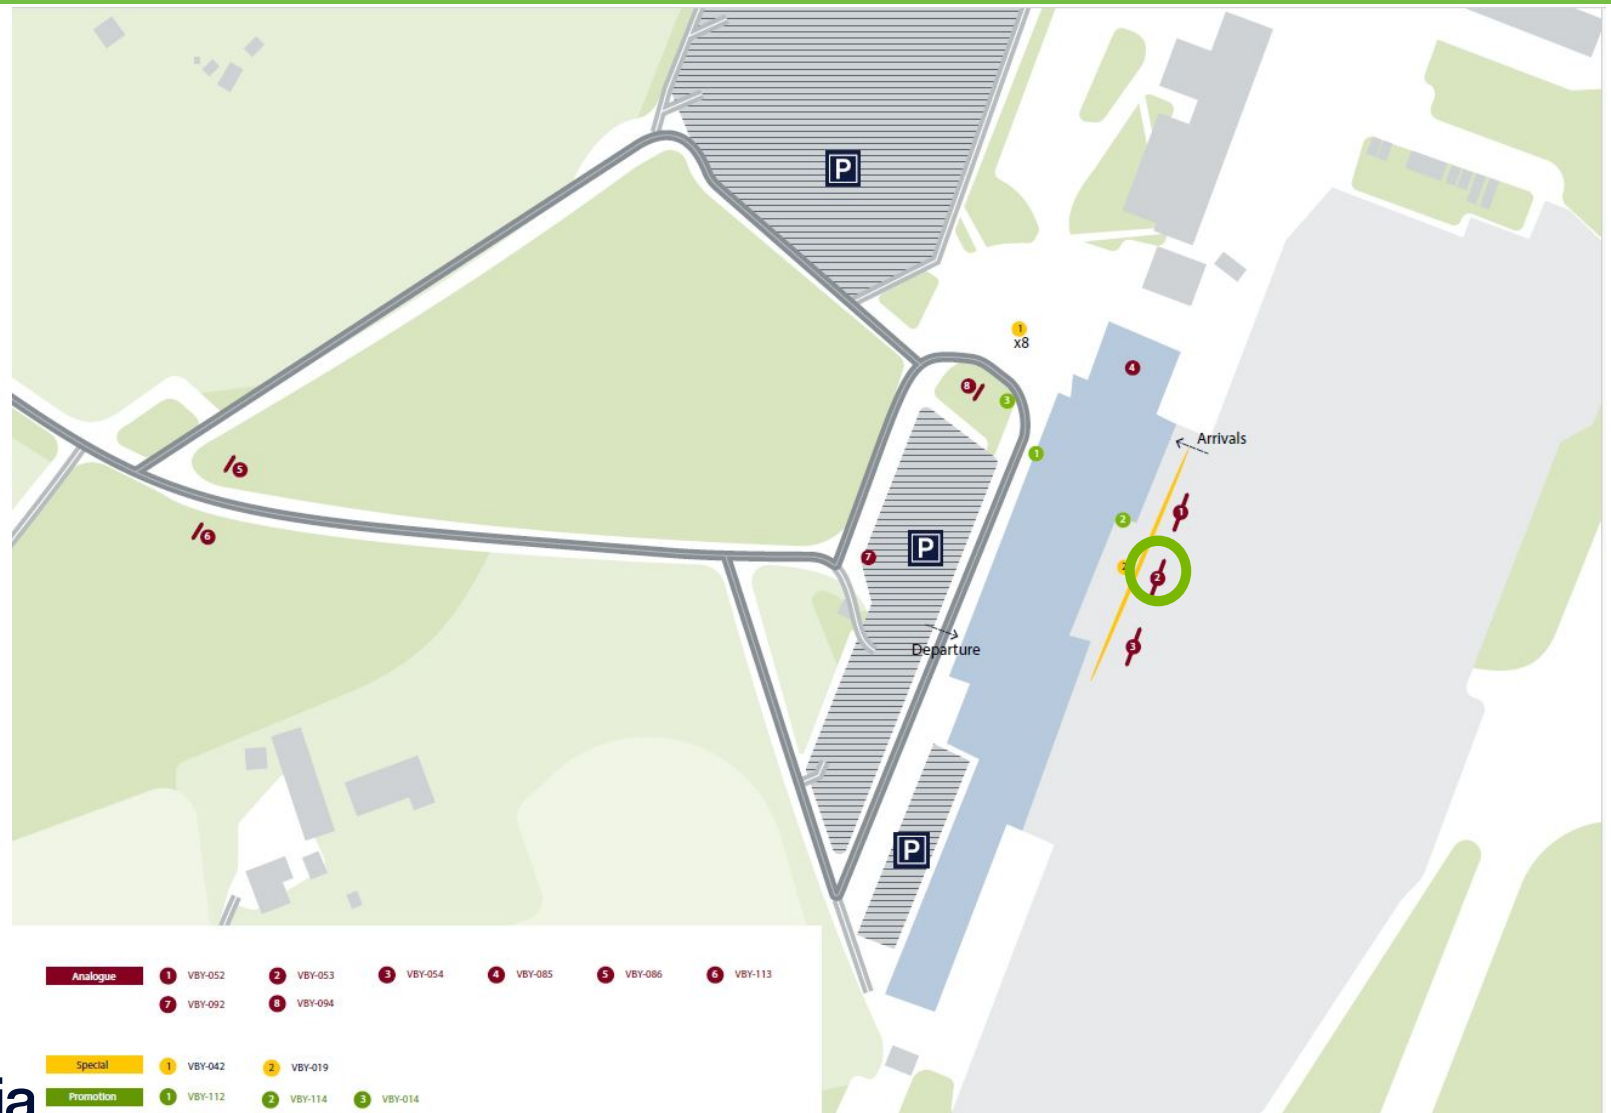 P
1
x8
4
8
3
Arrivals
1
1
2
P
7
2
2
5
6
3
Departure
P
Analogue 1 VBY-052 2 VBY-053 3 VBY-054 4 VBY-085 5 VBY-086 6 VBY-113
7 VBY-092 8 VBY-094
Special 1 VBY-042 2 VBY-019
Promotion 1 VBY-112 2 VBY-114 3 VBY-014
ia